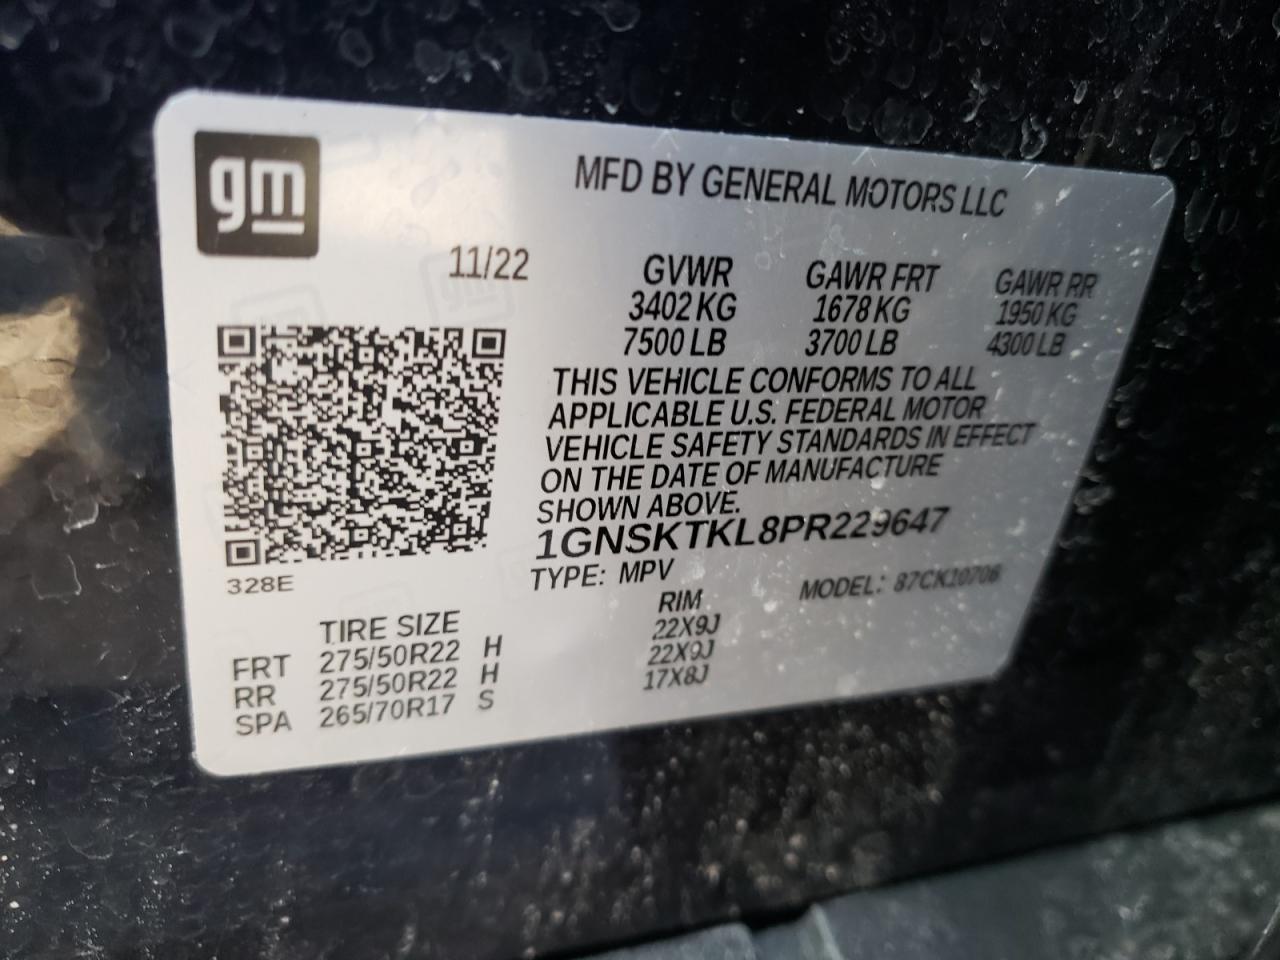 gm
MFD BY GENERAL MOTORS LLC
11/22
GVWR GAWR FRT GAWR RR
3402 KG 1678 KG 1950 KG
7500 LB 3700 LB 4300 LB
THIS VEHICLE CONFORMS TO ALL
APPLICABLE U.S. FEDERAL MOTOR
VEHICLE SAFETY STANDARDS IN EFFECT
ON THE DATE OF MANUFACTURE
SHOWN ABOVE.
1GNSKTKL8PR229647
328E
TYPE: MPV MODEL: 87CK10706
TIRE SIZE RIM
FRT 275/50R22 H 22X9J
RR 275/50R22 H 22X9J
SPA 265/70R17 S 17X8J